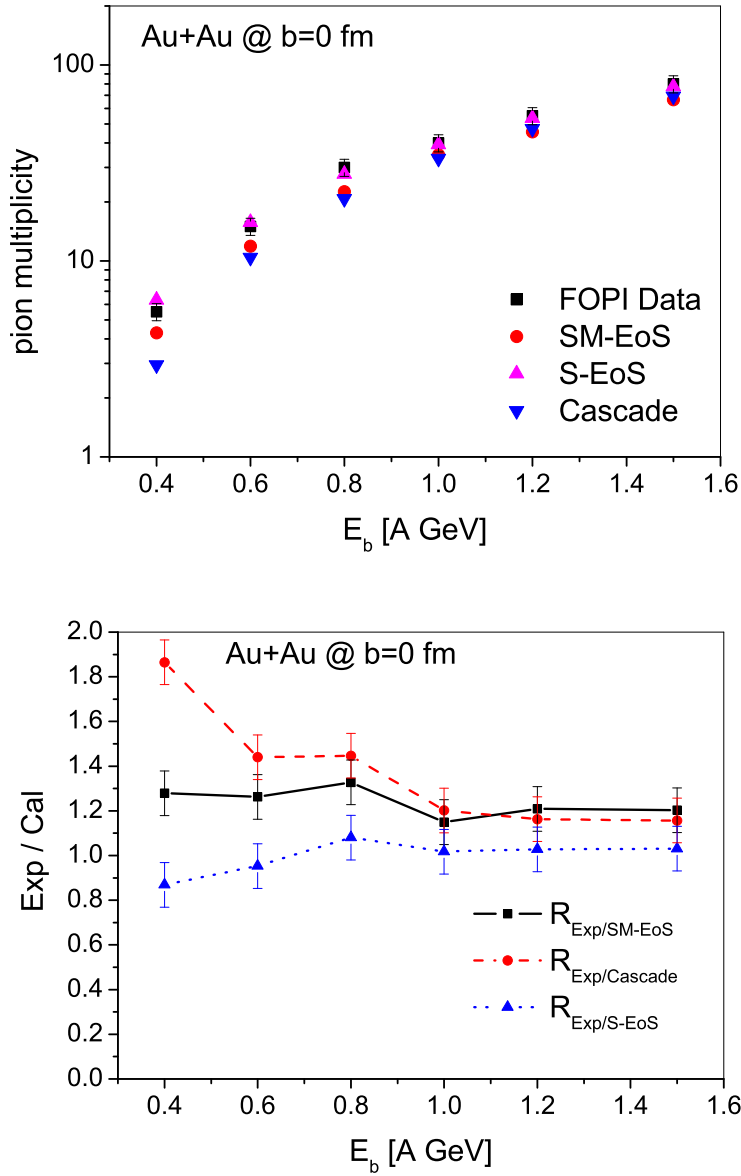 Au+Au @ b=0 fm
100
10
1
pion multiplicity
FOPI Data
SM-EoS
S-EoS
Cascade
0.4 0.6 0.8 1.0 1.2 1.4 1.6
E_b [A GeV]
Au+Au @ b=0 fm
2.0
1.8
1.6
1.4
1.2
1.0
0.8
0.6
0.4
0.2
0.0
Exp / Cal
R_Exp/SM-EoS
R_Exp/Cascade
R_Exp/S-EoS
0.4 0.6 0.8 1.0 1.2 1.4 1.6
E_b [A GeV]